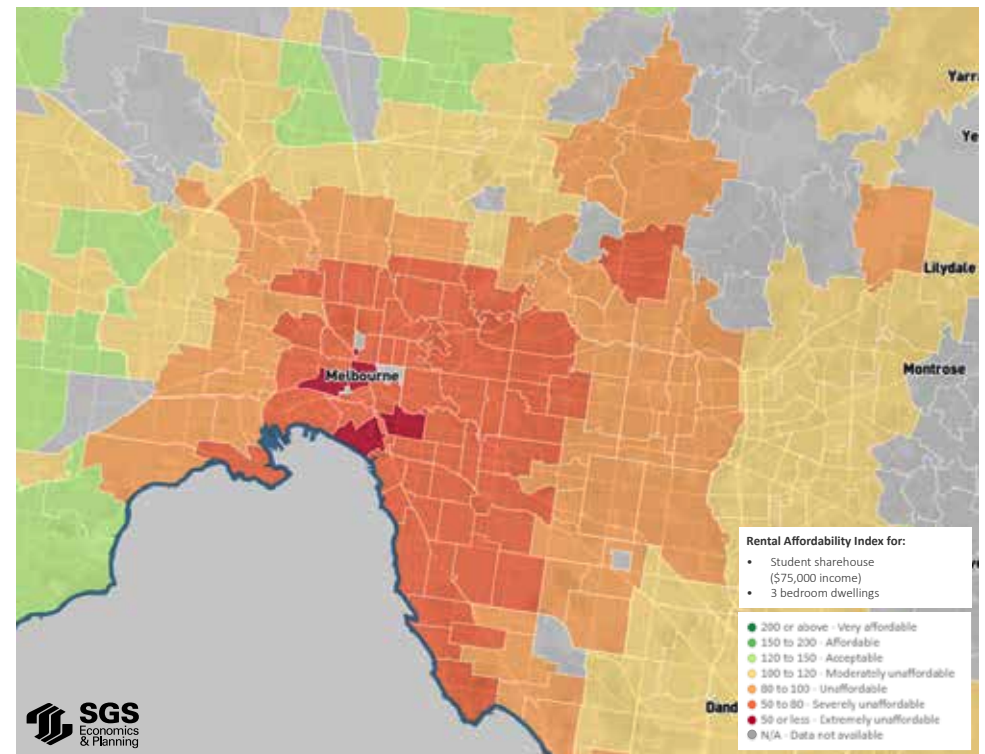 Yarr
Ye
Lilydale
Melbourne
Montrose
Rental Affordability Index for:
• Student sharehouse
($75,000 income)
• 3 bedroom dwellings
200 or above - Very affordable
150 to 200 - Affordable
120 to 150 - Acceptable
100 to 120 - Moderately unaffordable
80 to 100 - Unaffordable
50 to 80 - Severely unaffordable
50 or less - Extremely unaffordable
N/A - Data not available
Dand
SGS
Economics
& Planning